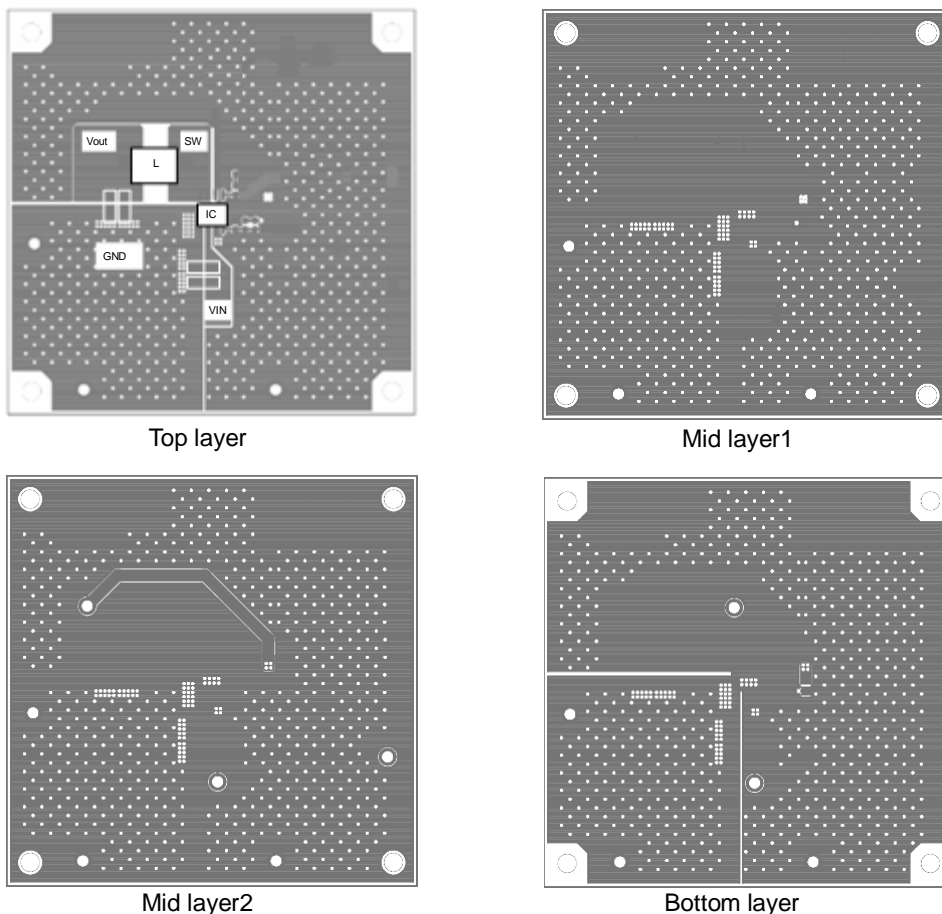 Vout
SW
L
IC
GND
VIN
Top layer
Mid layer1
Mid layer2
Bottom layer